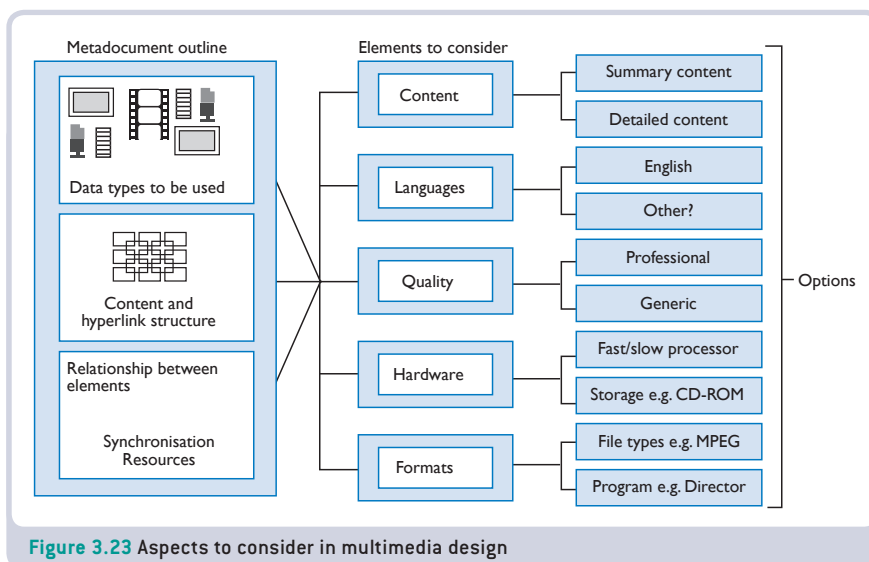 Metadocument outline
Data types to be used
Content and
hyperlink structure
Relationship between
elements
Synchronisation
Resources
Elements to consider
Content
Languages
Quality
Hardware
Formats
Summary content
Detailed content
English
Other?
Professional
Generic
Fast/slow processor
Storage e.g. CD-ROM
File types e.g. MPEG
Program e.g. Director
Options
Figure 3.23 Aspects to consider in multimedia design